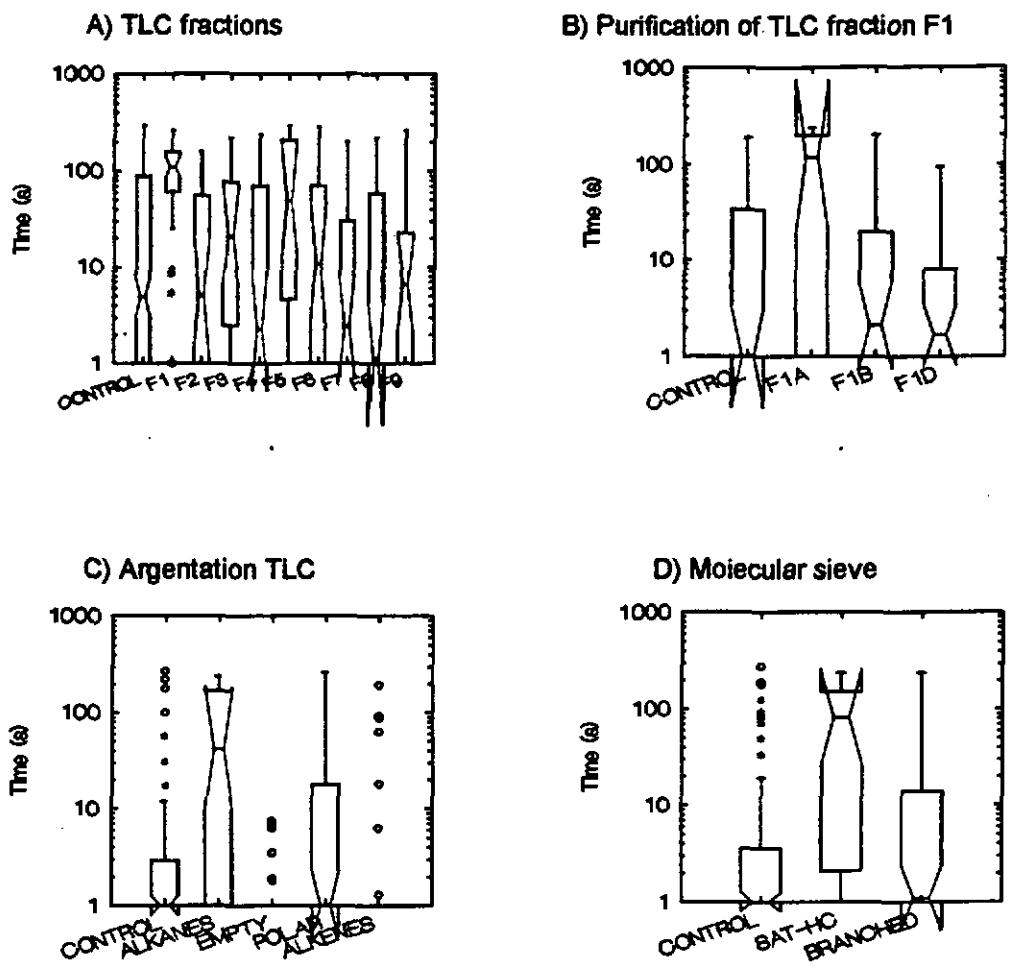 A) TLC fractions
1000
100
10
1
Time (s)
CONTROL
F1
F2
F3
F4
F5
F6
F7
F9
B) Purification of TLC fraction F1
1000
100
10
1
Time (s)
CONTROL
F1A
F1B
F1D
C) Argentation TLC
1000
100
10
1
Time (s)
CONTROL
ALKANES
EMPTY
POLAR
ALKENES
D) Molecular sieve
1000
100
10
1
Time (s)
CONTROL
SAT-HC
BRANCHED